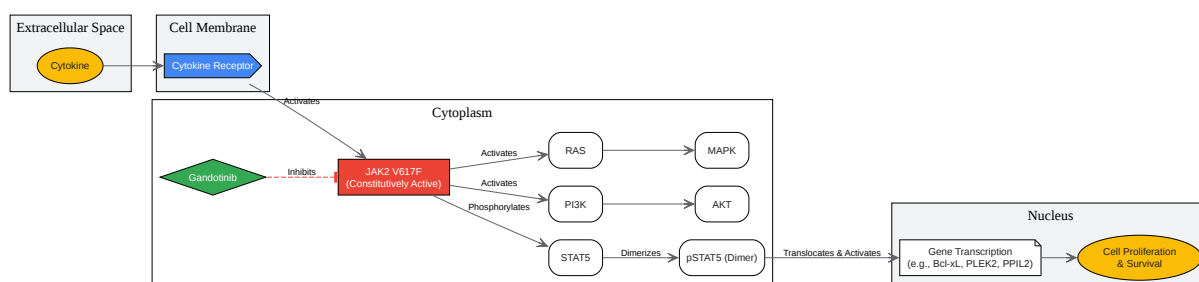 Extracellular Space
Cell Membrane
Cytokine
Cytokine Receptor
Activates
Cytoplasm
Gandotinib
Inhibits
JAK2 V617F
(Constitutively Active)
Activates
RAS
MAPK
Activates
PI3K
AKT
Phosphorylates
STAT5
Dimerizes
pSTAT5 (Dimer)
Translocates & Activates
Nucleus
Gene Transcription
(e.g., Bcl-xL, PLEK2, PPIL2)
Cell Proliferation
& Survival